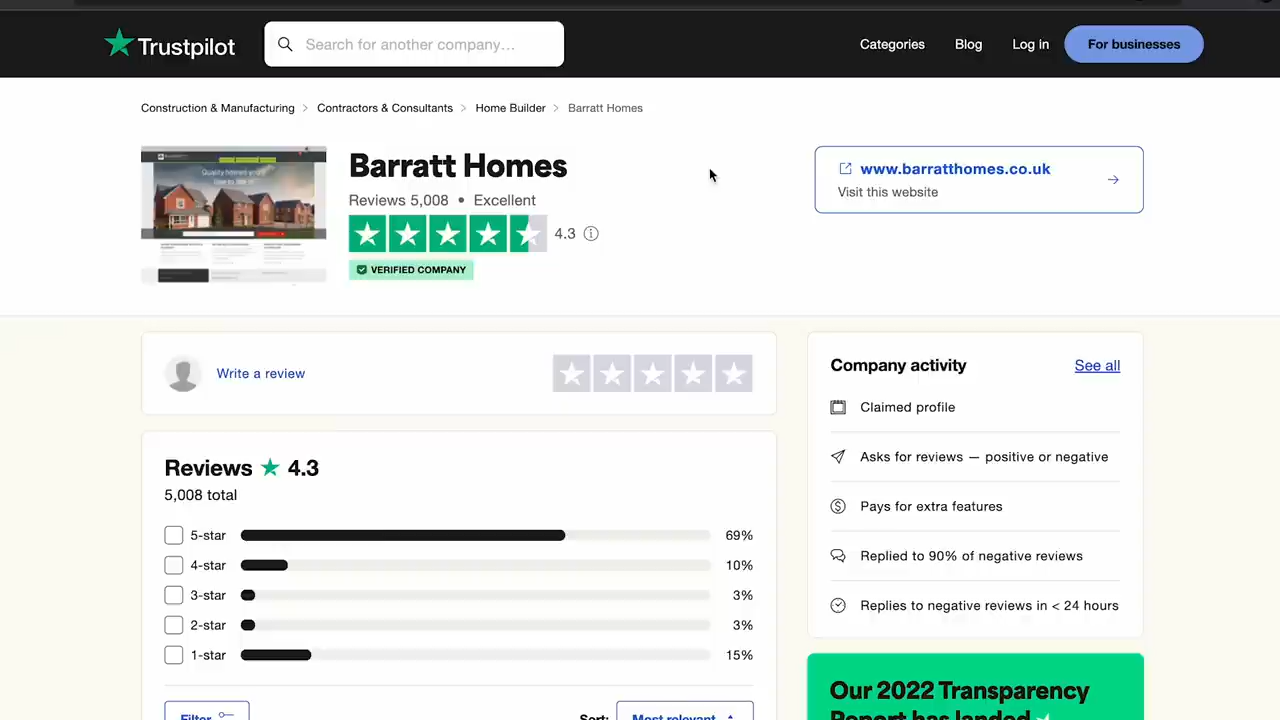 Trustpilot
Search for another company...
Categories
Blog
Log in
For businesses
Construction & Manufacturing > Contractors & Consultants > Home Builder > Barratt Homes
Barratt Homes
Reviews 5,008 • Excellent
4.3
VERIFIED COMPANY
www.barratthomes.co.uk
Visit this website
Write a review
Reviews ★ 4.3
5,008 total
5-star 69%
4-star 10%
3-star 3%
2-star 3%
1-star 15%
Filter
Sort: Most relevant
Company activity
See all
Claimed profile
Asks for reviews — positive or negative
Pays for extra features
Replied to 90% of negative reviews
Replies to negative reviews in < 24 hours
Our 2022 Transparency
Report has landed